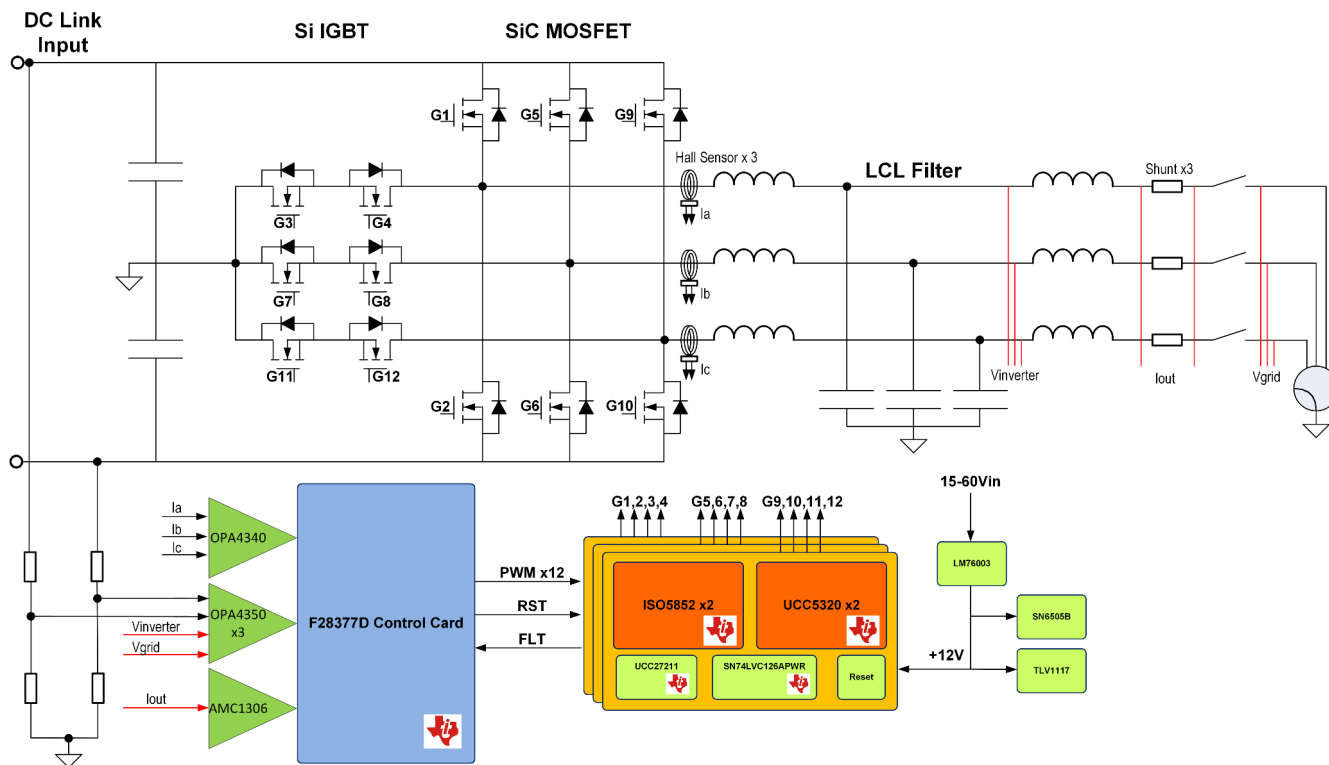 DC Link
Input
Si IGBT
SiC MOSFET
G1
G5
G9
Hall Sensor x 3
LCL Filter
Shunt x3
G3
G4
Ia
G7
G8
Ib
G11
G12
Ic
Vinverter
Iout
Vgrid
G2
G6
G10
Ia
Ib
Ic
OPA4340
OPA4350
x3
Vinverter
Vgrid
Iout
AMC1306
F28377D Control Card
PWM x12
RST
FLT
G1,2,3,4
G5,6,7,8
G9,10,11,12
ISO5852 x2
UCC5320 x2
UCC27211
SN74LVC126APWR
Reset
15-60Vin
LM76003
SN6505B
+12V
TLV1117